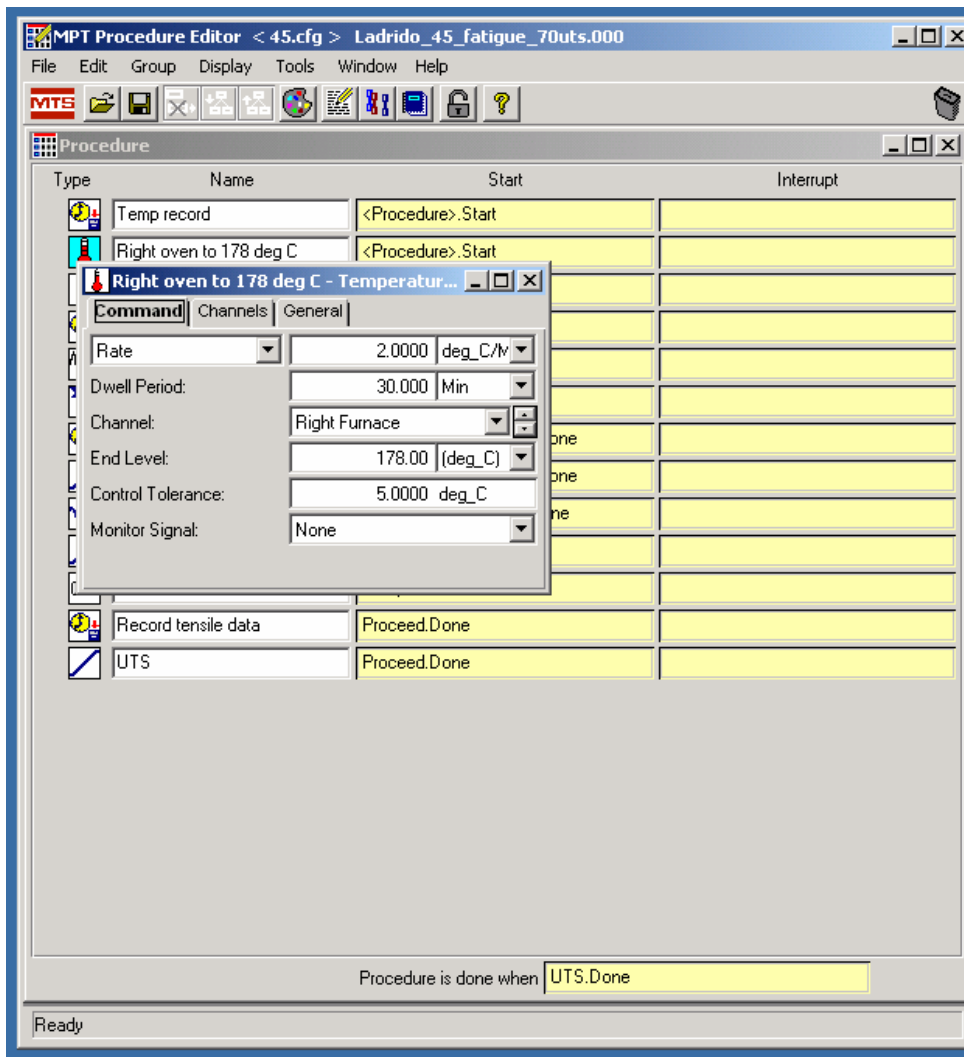 MPT Procedure Editor < 45.cfg > Ladrido_45_fatigue_70uts.000
File Edit Group Display Tools Window Help
MTS
Procedure
Type Name Start Interrupt
Temp record <Procedure>.Start
Right oven to 178 deg C <Procedure>.Start
Right oven to 178 deg C - Temperatur...
Command Channels General
Rate 2.0000 deg_C/M
Dwell Period: 30.000 Min
Channel: Right Furnace
one
End Level: 178.00 (deg_C)
one
Control Tolerance: 5.0000 deg_C
ne
Monitor Signal: None
Record tensile data Proceed.Done
UTS Proceed.Done
Procedure is done when UTS.Done
Ready